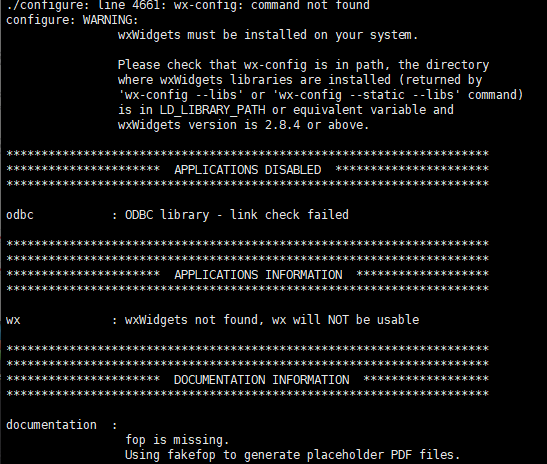 ./configure: line 4661: wx-config: command not found
configure: WARNING:
                wxWidgets must be installed on your system.

                Please check that wx-config is in path, the directory
                where wxWidgets libraries are installed (returned by
                'wx-config --libs' or 'wx-config --static --libs' command)
                is in LD_LIBRARY_PATH or equivalent variable and
                wxWidgets version is 2.8.4 or above.

*********************************************************************
**********************  APPLICATIONS DISABLED  **********************
*********************************************************************

odbc           : ODBC library - link check failed

*********************************************************************
*********************************************************************
**********************  APPLICATIONS INFORMATION  *******************
*********************************************************************

wx             : wxWidgets not found, wx will NOT be usable

*********************************************************************
*********************************************************************
**********************  DOCUMENTATION INFORMATION  ******************
*********************************************************************

documentation  :
                 fop is missing.
                 Using fakefop to generate placeholder PDF files.